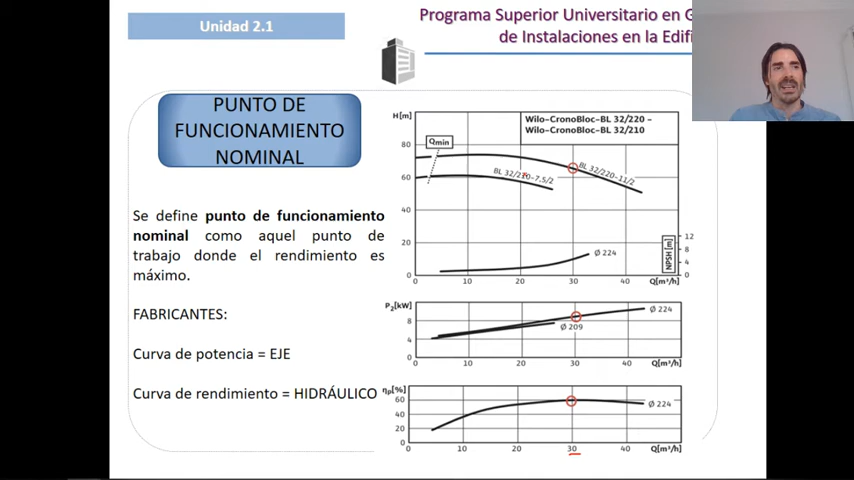 Unidad 2.1
Programa Superior Universitario en G
de Instalaciones en la Edifi
PUNTO DE
FUNCIONAMIENTO
NOMINAL
Se define punto de funcionamiento
nominal como aquel punto de
trabajo donde el rendimiento es
máximo.
FABRICANTES:
Curva de potencia = EJE
Curva de rendimiento = HIDRÁULICO
H[m]
Wilo-CronoBloc-BL 32/220 –
Wilo-CronoBloc-BL 32/210
Qmin
80
60
40
20
0
BL 32/210-7,5/2
BL 32/220-11/2
Ø 224
NPSH [m]
12
8
4
0
0 10 20 30 40 Q[m³/h]
P₂[kW]
8
4
0
Ø 224
Ø 209
0 10 20 30 40 Q[m³/h]
ηp[%]
60
40
20
0
Ø 224
0 10 20 30 40 Q[m³/h]